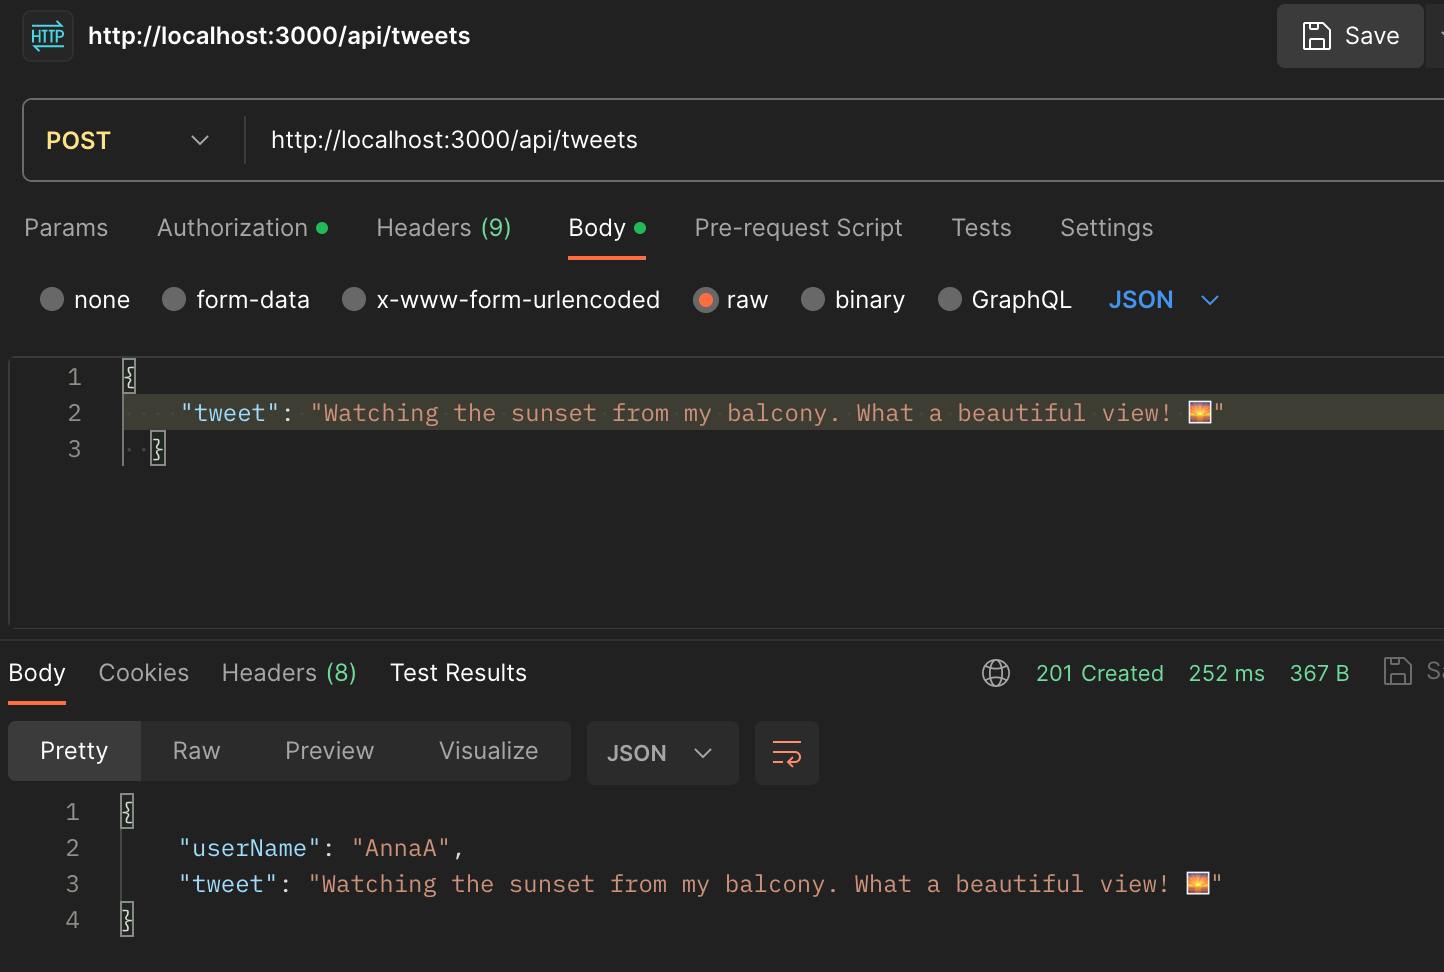 HTTP http://localhost:3000/api/tweets Save
POST http://localhost:3000/api/tweets
Params Authorization Headers (9) Body Pre-request Script Tests Settings
none form-data x-www-form-urlencoded raw binary GraphQL JSON
1 {
2 "tweet": "Watching the sunset from my balcony. What a beautiful view! 🌅"
3 }
Body Cookies Headers (8) Test Results 201 Created 252 ms 367 B
Pretty Raw Preview Visualize JSON
1 {
2 "userName": "AnnaA",
3 "tweet": "Watching the sunset from my balcony. What a beautiful view! 🌅"
4 }